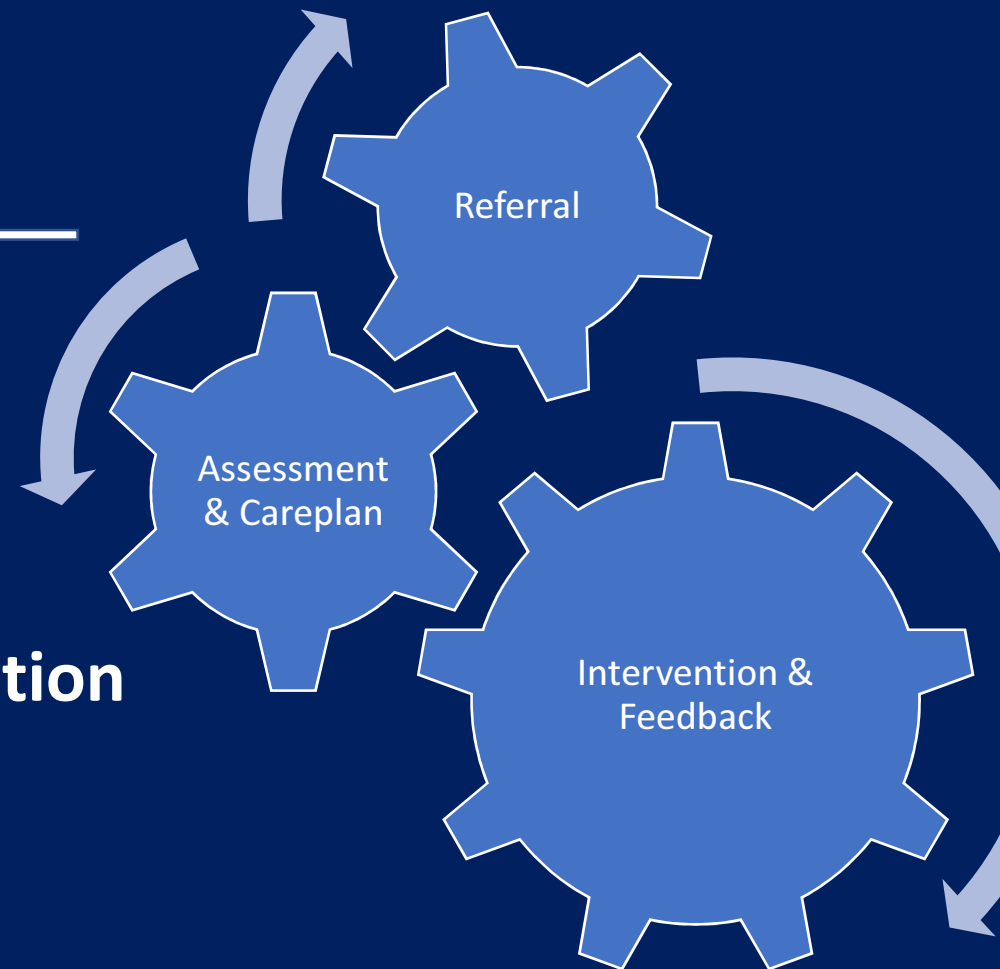 Referral
Assessment
& Careplan
tion
Intervention &
Feedback